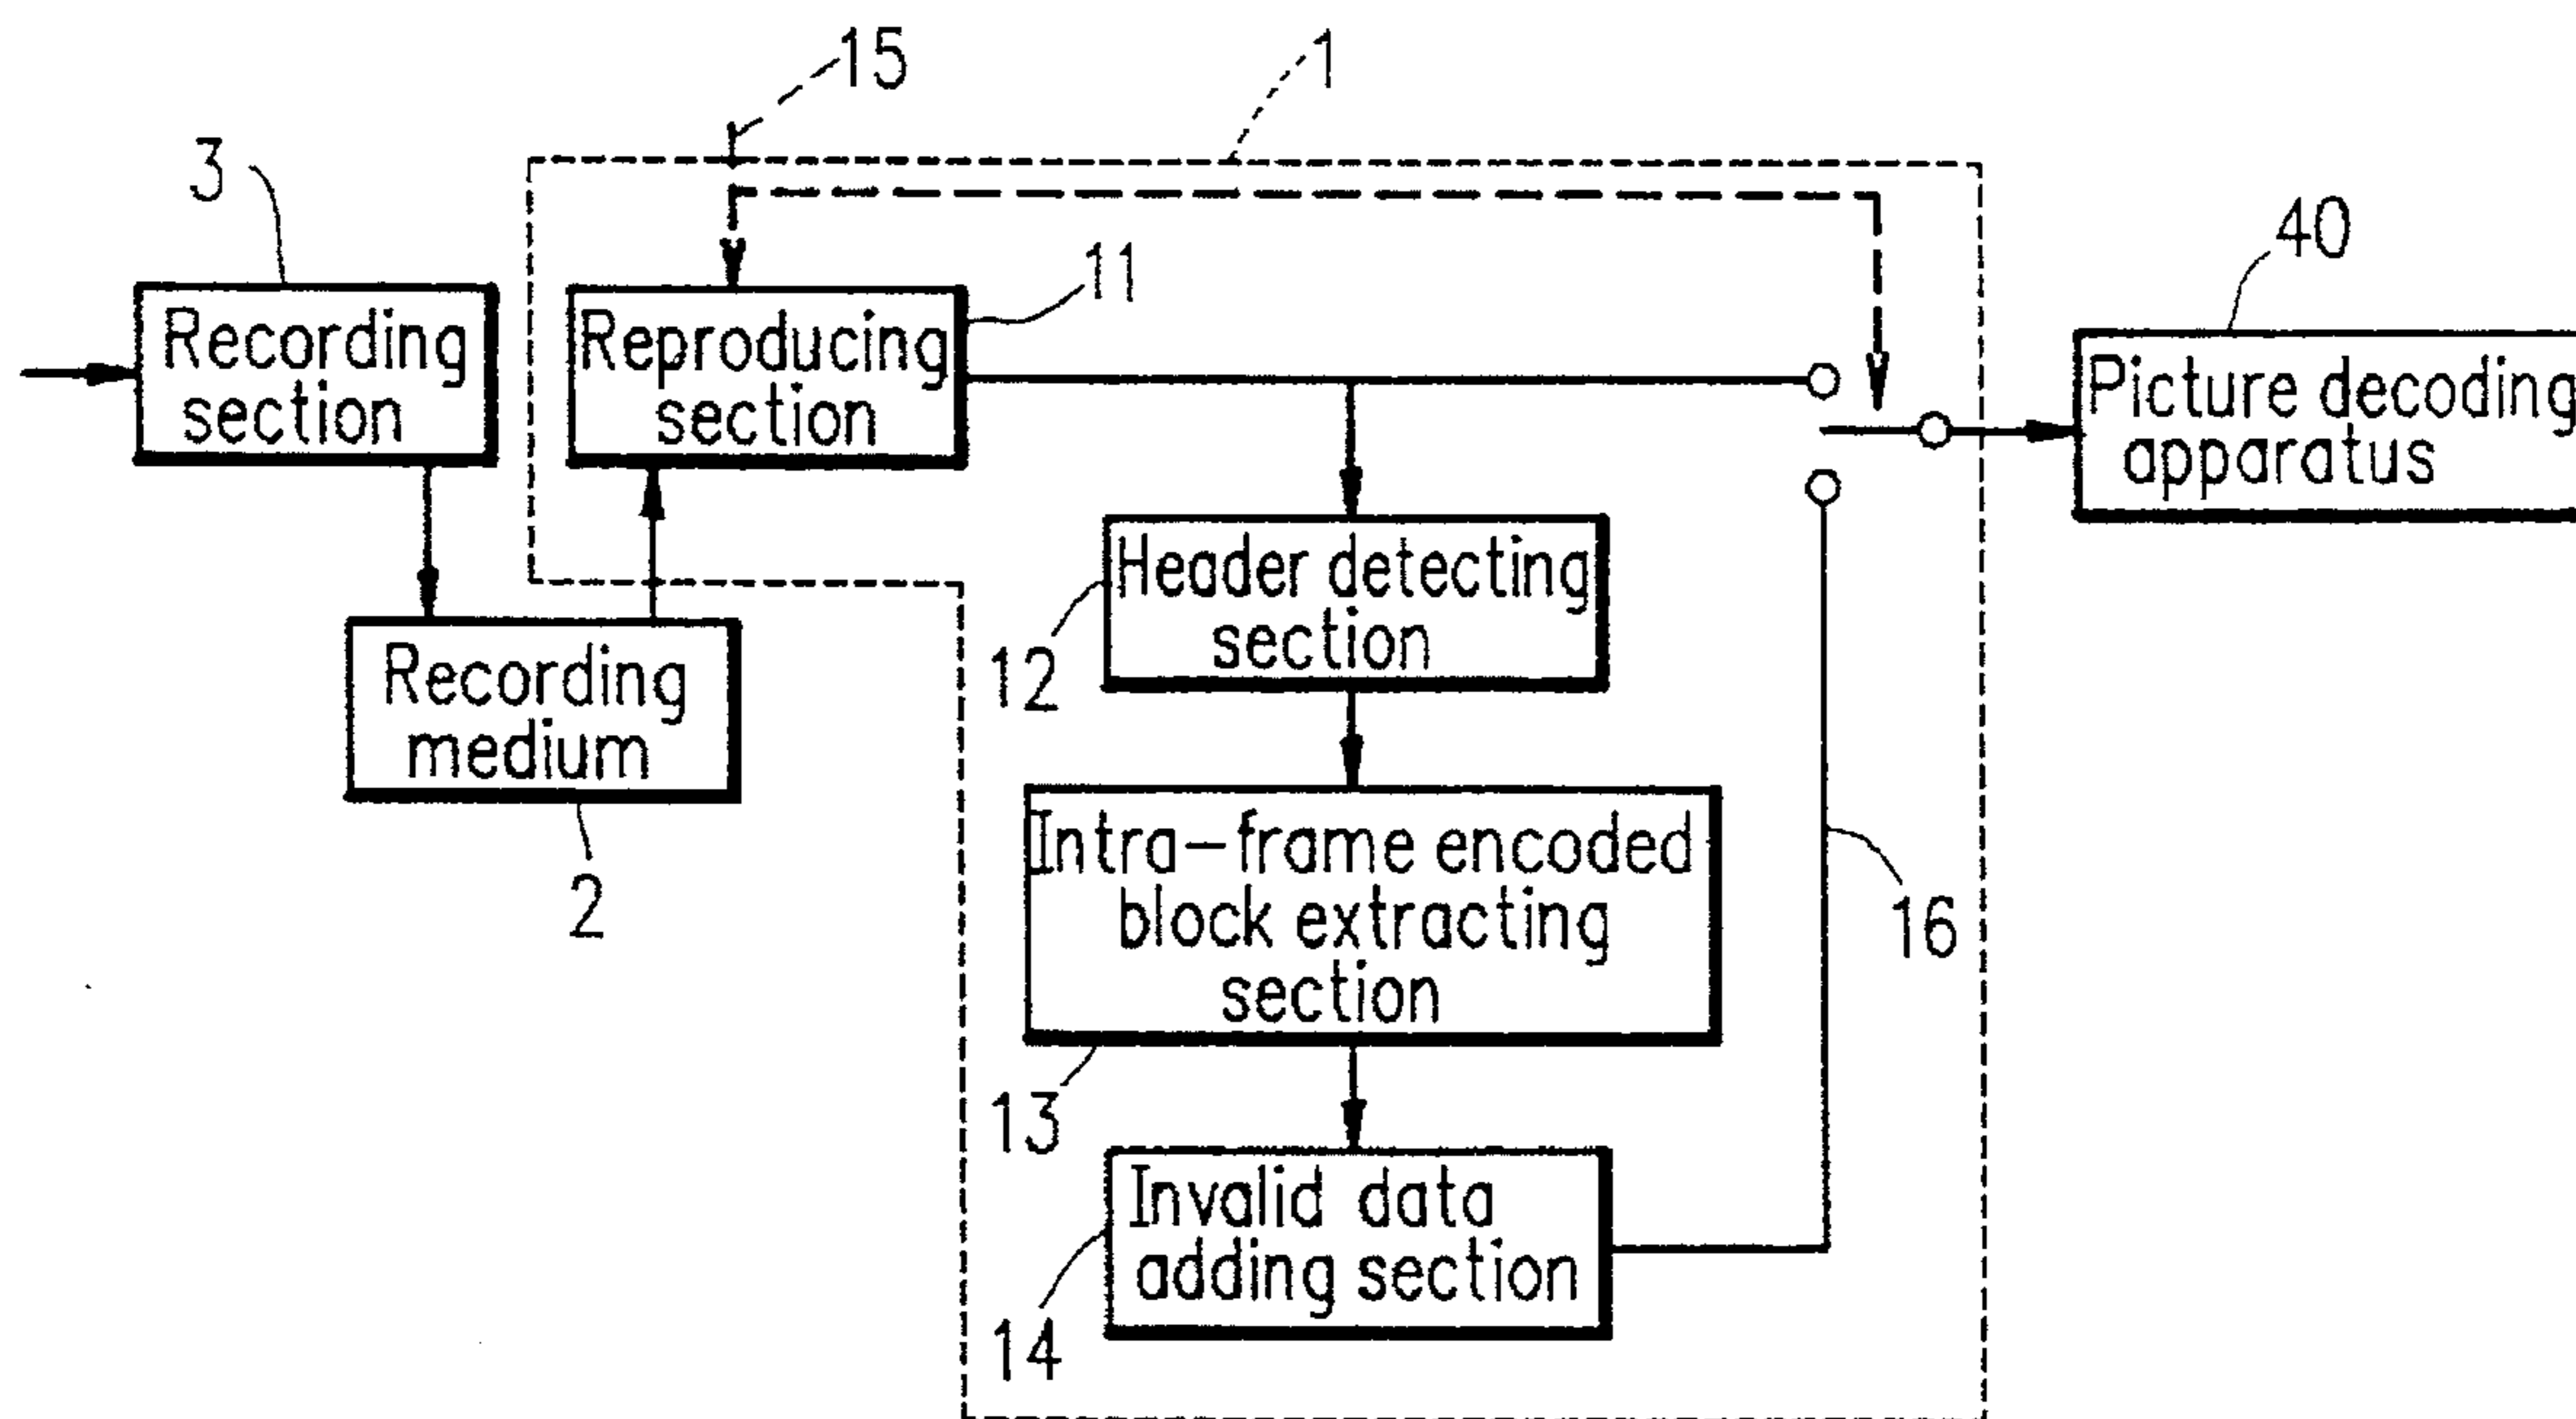 15
1
3
Recording
section
Reproducing
section
11
40
Picture decoding
apparatus
Header detecting
section
12
Recording
medium
2
Intra-frame encoded
block extracting
section
16
13
Invalid data
adding section
14